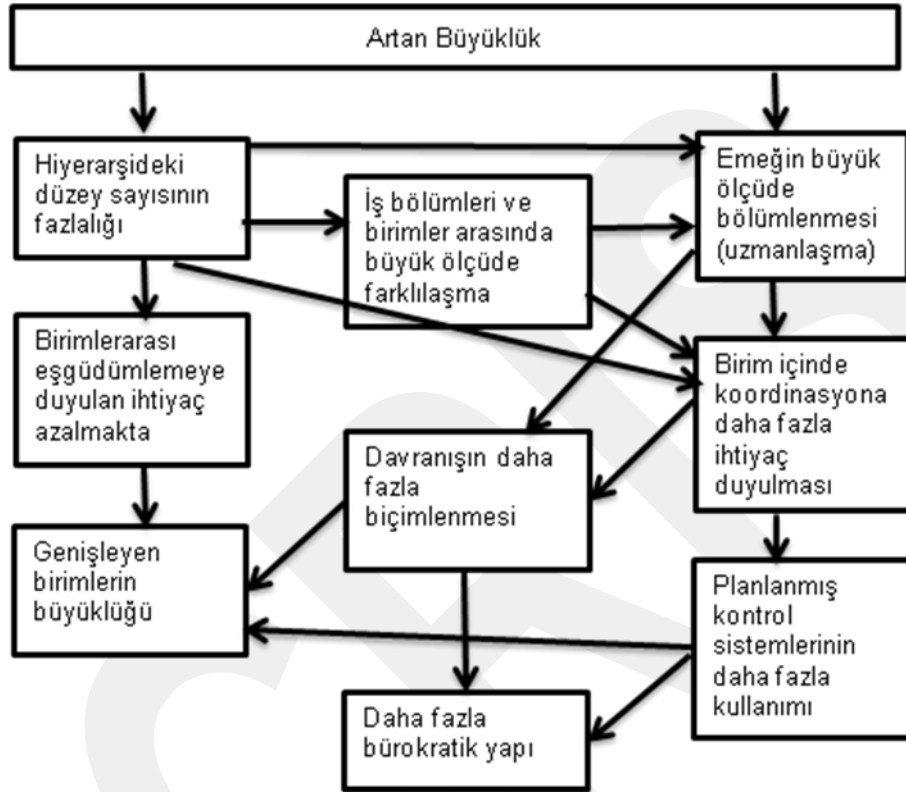 Artan Büyüklük
Hiyerarşideki
düzey sayısının
fazlalığı
İş bölümleri ve
birimler arasında
büyük ölçüde
farklılaşma
Emeğin büyük
ölçüde
bölümlenmesi
(uzmanlaşma)
Birimlerarası
eşgüdümlemeye
duyulan ihtiyaç
azalmakta
Birim içinde
koordinasyona
daha fazla
ihtiyaç
duyulması
Davranışın daha
fazla
biçimlenmesi
Genişleyen
birimlerin
büyüklüğü
Planlanmış
kontrol
sistemlerinin
daha fazla
kullanımı
Daha fazla
bürokratik yapı